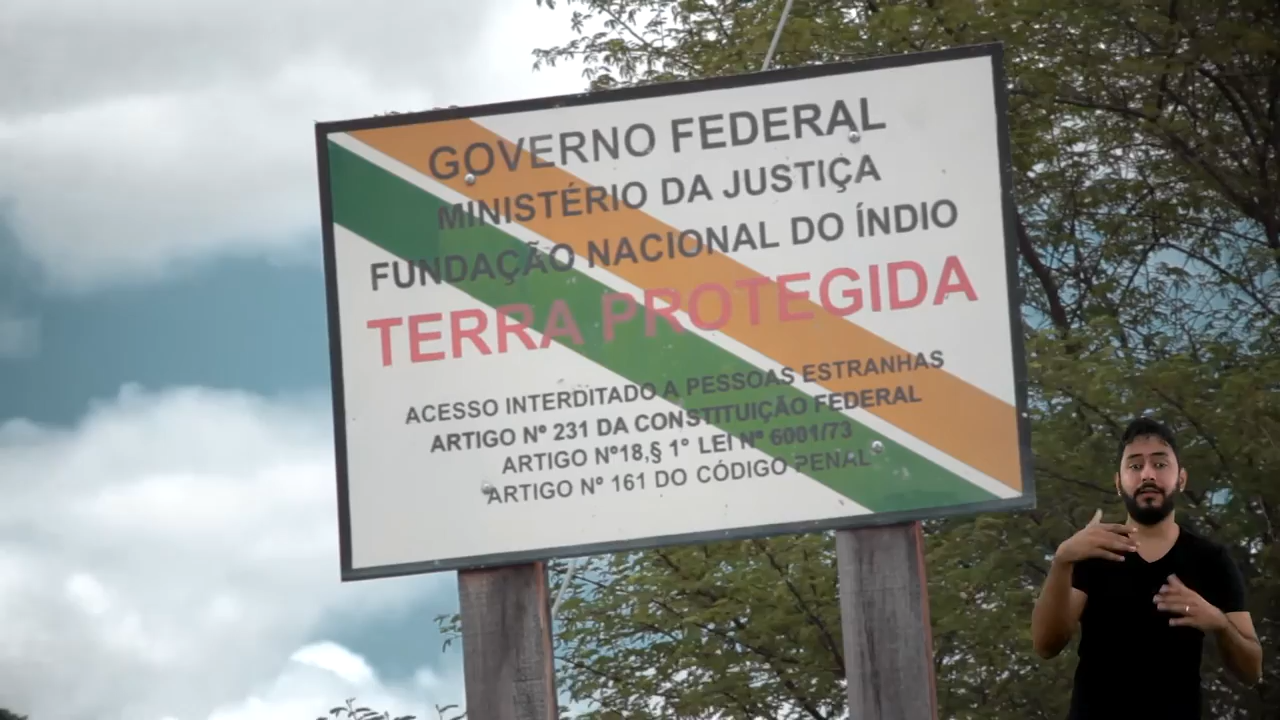 GOVERNO FEDERAL
MINISTÉRIO DA JUSTIÇA
FUNDAÇÃO NACIONAL DO ÍNDIO
TERRA PROTEGIDA
ACESSO INTERDITADO A PESSOAS ESTRANHAS
ARTIGO Nº 231 DA CONSTITUIÇÃO FEDERAL
ARTIGO Nº18,§ 1° LEI Nº 6001/73
ARTIGO Nº 161 DO CÓDIGO PENAL